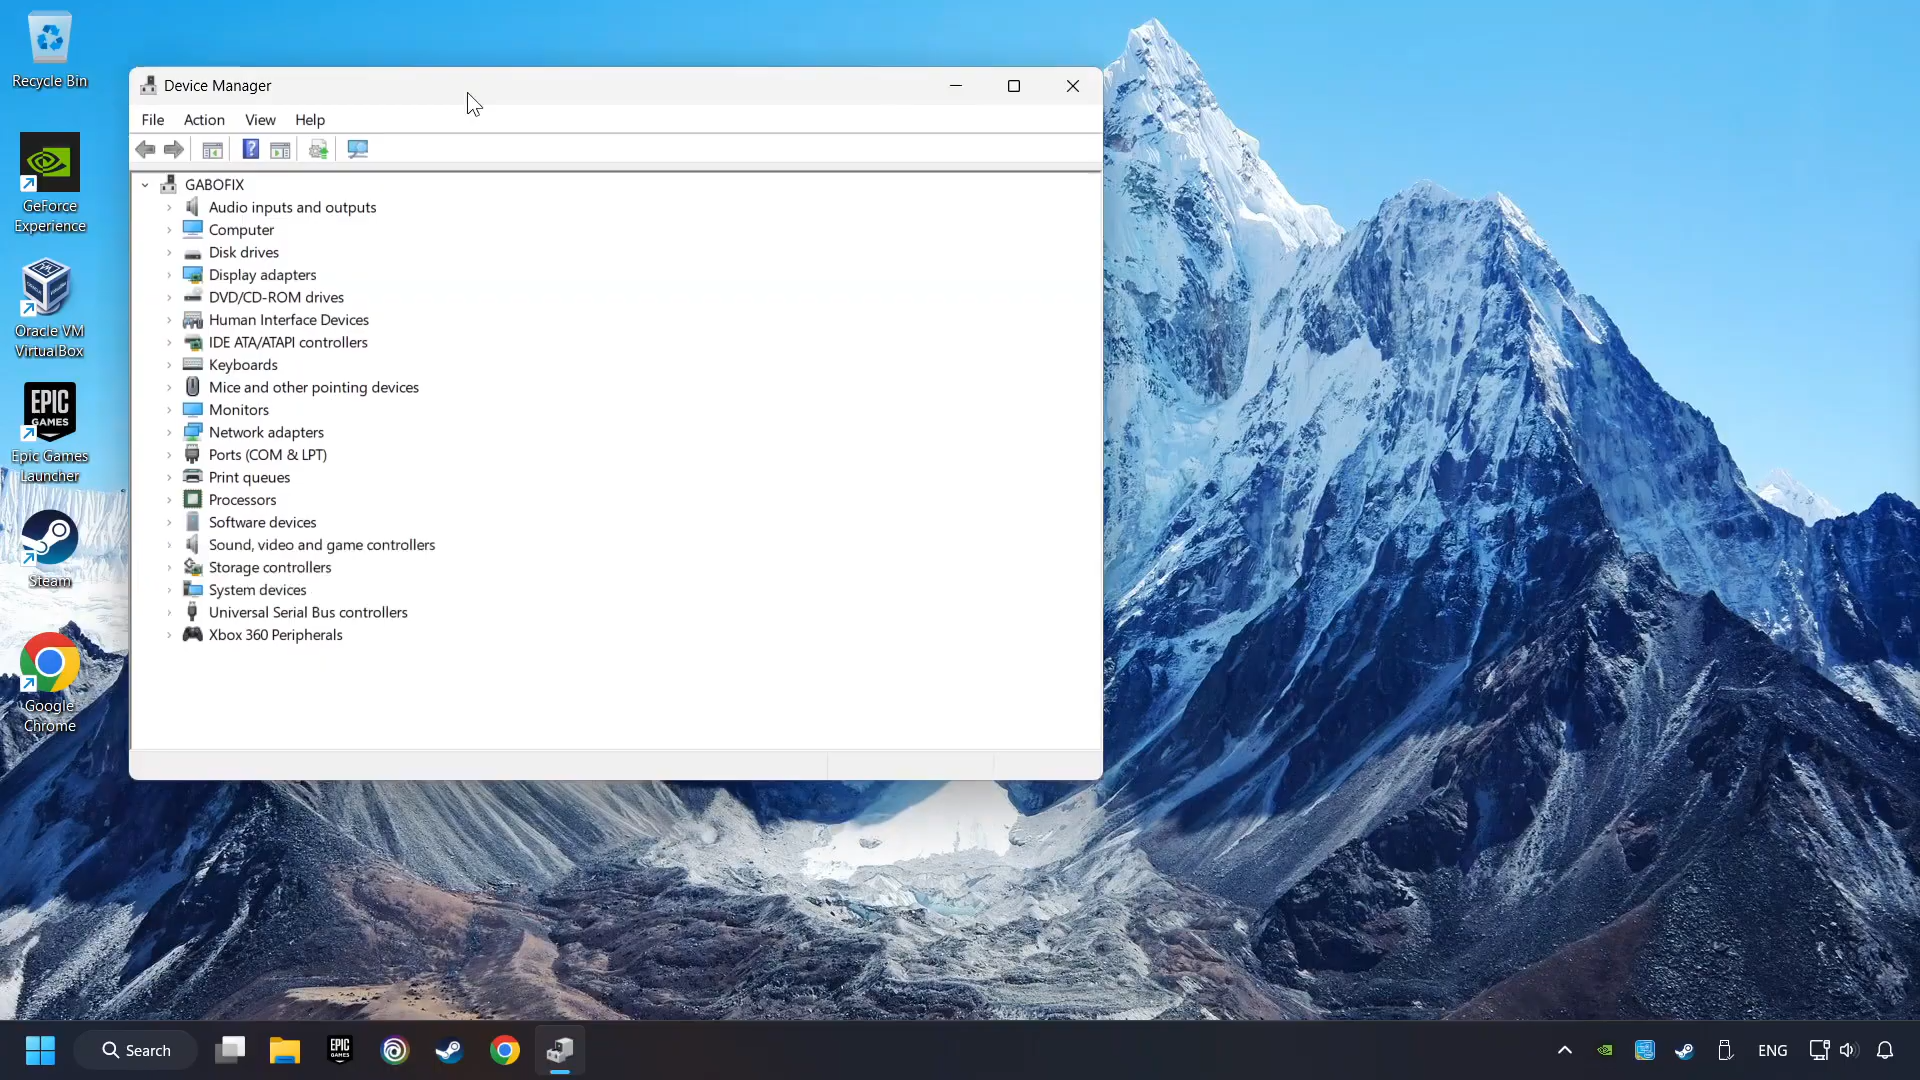 Recycle Bin
GeForce
Experience
Oracle VM
VirtualBox
EPIC
GAMES
Epic Games
Launcher
Steam
Google
Chrome
Device Manager
File Action View Help
GABOFIX
Audio inputs and outputs
Computer
Disk drives
Display adapters
DVD/CD-ROM drives
Human Interface Devices
IDE ATA/ATAPI controllers
Keyboards
Mice and other pointing devices
Monitors
Network adapters
Ports (COM & LPT)
Print queues
Processors
Software devices
Sound, video and game controllers
Storage controllers
System devices
Universal Serial Bus controllers
Xbox 360 Peripherals
Search
EPIC
GAMES
ENG